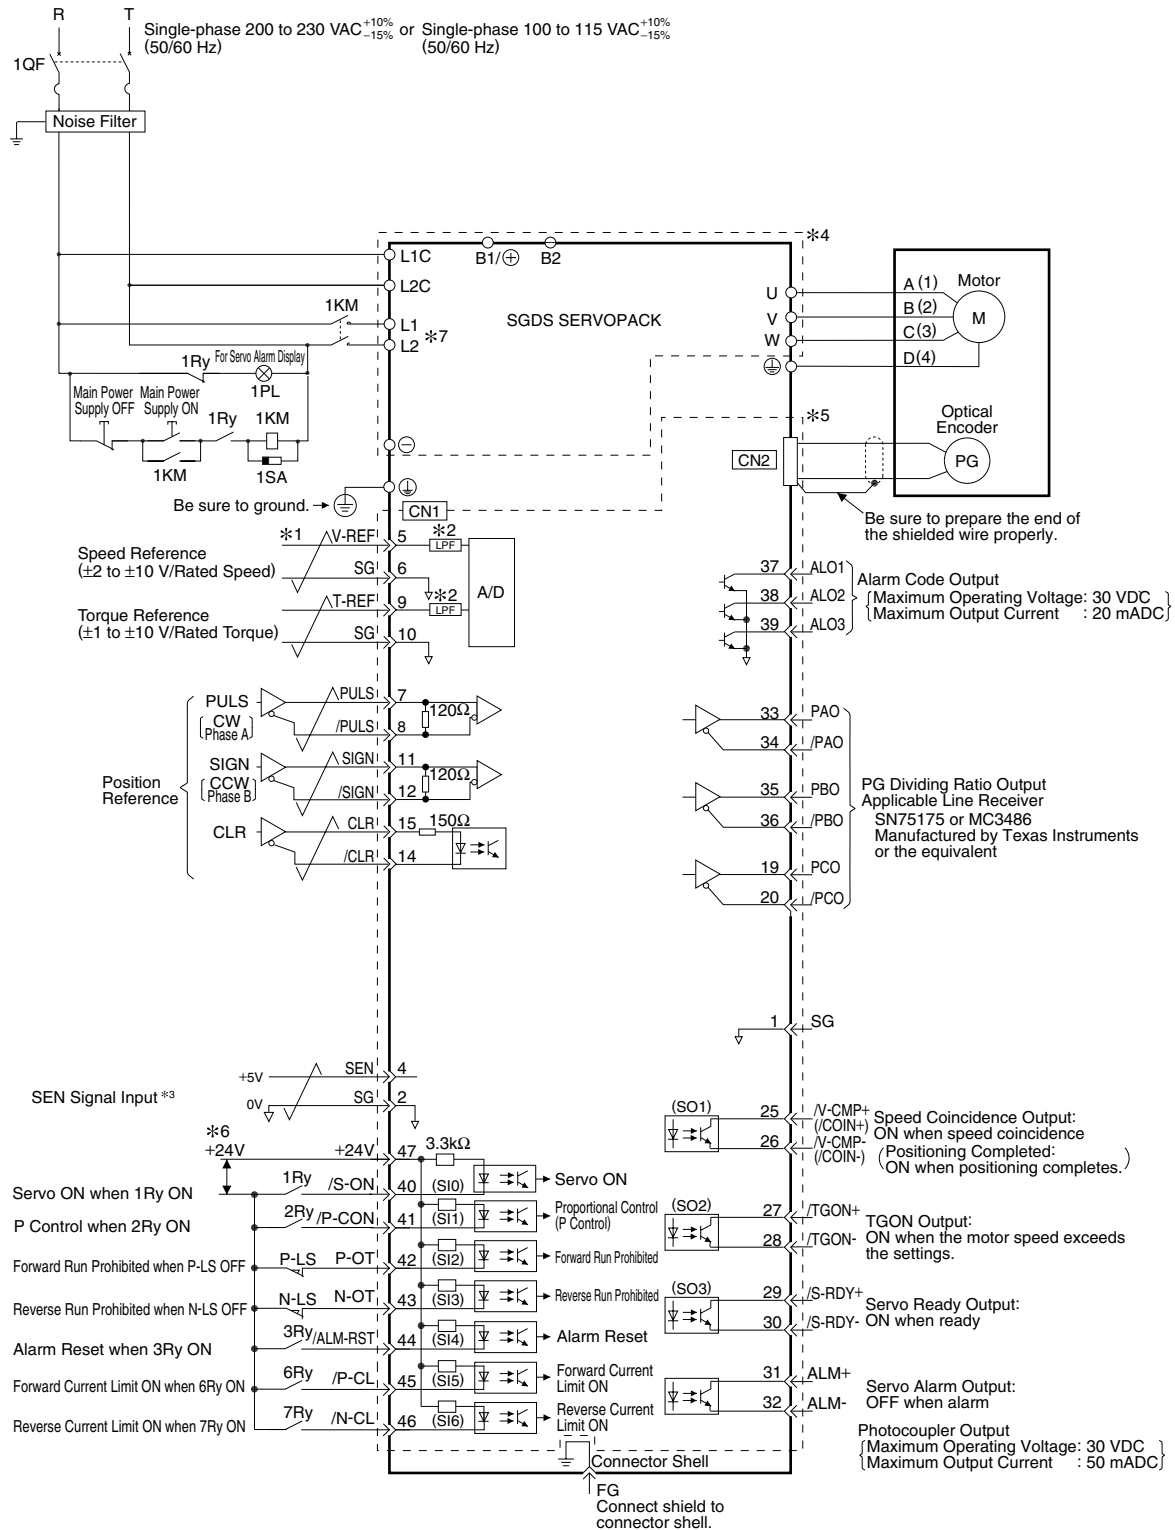 R T
Single-phase 200 to 230 VAC +10% −15% or Single-phase 100 to 115 VAC +10% −15%
(50/60 Hz) (50/60 Hz)
1QF
Noise Filter
*4
L1C
B1/⊕ B2
L2C
1KM
L1
L2 *7
SGDS SERVOPACK
U
V
W
A (1)
B (2)
C (3)
D (4)
Motor
M
1Ry
For Servo Alarm Display
1PL
Main Power
Supply OFF
Main Power
Supply ON
1Ry
1KM
1KM
1SA
⊖
*5
Optical
Encoder
CN2
PG
Be sure to ground.
CN1
Be sure to prepare the end of
the shielded wire properly.
*1
V-REF 5 *2
LPF
Speed Reference
(±2 to ±10 V/Rated Speed)
SG 6
A/D
T-REF 9 *2
LPF
Torque Reference
(±1 to ±10 V/Rated Torque)
SG 10
37 ALO1
38 ALO2
39 ALO3
Alarm Code Output
Maximum Operating Voltage: 30 VDC
Maximum Output Current : 20 mADC
Position
Reference
PULS
CW
Phase A
PULS 7
120Ω
/PULS 8
SIGN
CCW
Phase B
SIGN 11
120Ω
/SIGN 12
CLR
CLR 15 150Ω
/CLR 14
33 PAO
34 /PAO
35 PBO
36 /PBO
19 PCO
20 /PCO
PG Dividing Ratio Output
Applicable Line Receiver
SN75175 or MC3486
Manufactured by Texas Instruments
or the equivalent
1 SG
SEN Signal Input *3
+5V SEN 4
0V SG 2
*6
+24V +24V 47 3.3kΩ
Servo ON when 1Ry ON 1Ry /S-ON 40 (SI0) Servo ON
P Control when 2Ry ON 2Ry /P-CON 41 (SI1) Proportional Control
(P Control)
Forward Run Prohibited when P-LS OFF P-LS P-OT 42 (SI2) Forward Run Prohibited
Reverse Run Prohibited when N-LS OFF N-LS N-OT 43 (SI3) Reverse Run Prohibited
Alarm Reset when 3Ry ON 3Ry /ALM-RST 44 (SI4) Alarm Reset
Forward Current Limit ON when 6Ry ON 6Ry /P-CL 45 (SI5) Forward Current
Limit ON
Reverse Current Limit ON when 7Ry ON 7Ry /N-CL 46 (SI6) Reverse Current
Limit ON
(SO1) 25 /V-CMP+
(/COIN+)
26 /V-CMP-
(/COIN-)
Speed Coincidence Output:
ON when speed coincidence
(Positioning Completed:
ON when positioning completes.)
(SO2) 27 /TGON+
28 /TGON-
TGON Output:
ON when the motor speed exceeds
the settings.
(SO3) 29 /S-RDY+
30 /S-RDY-
Servo Ready Output:
ON when ready
31 ALM+
32 ALM-
Servo Alarm Output:
OFF when alarm
Photocoupler Output
Maximum Operating Voltage: 30 VDC
Maximum Output Current : 50 mADC
Connector Shell
FG
Connect shield to
connector shell.